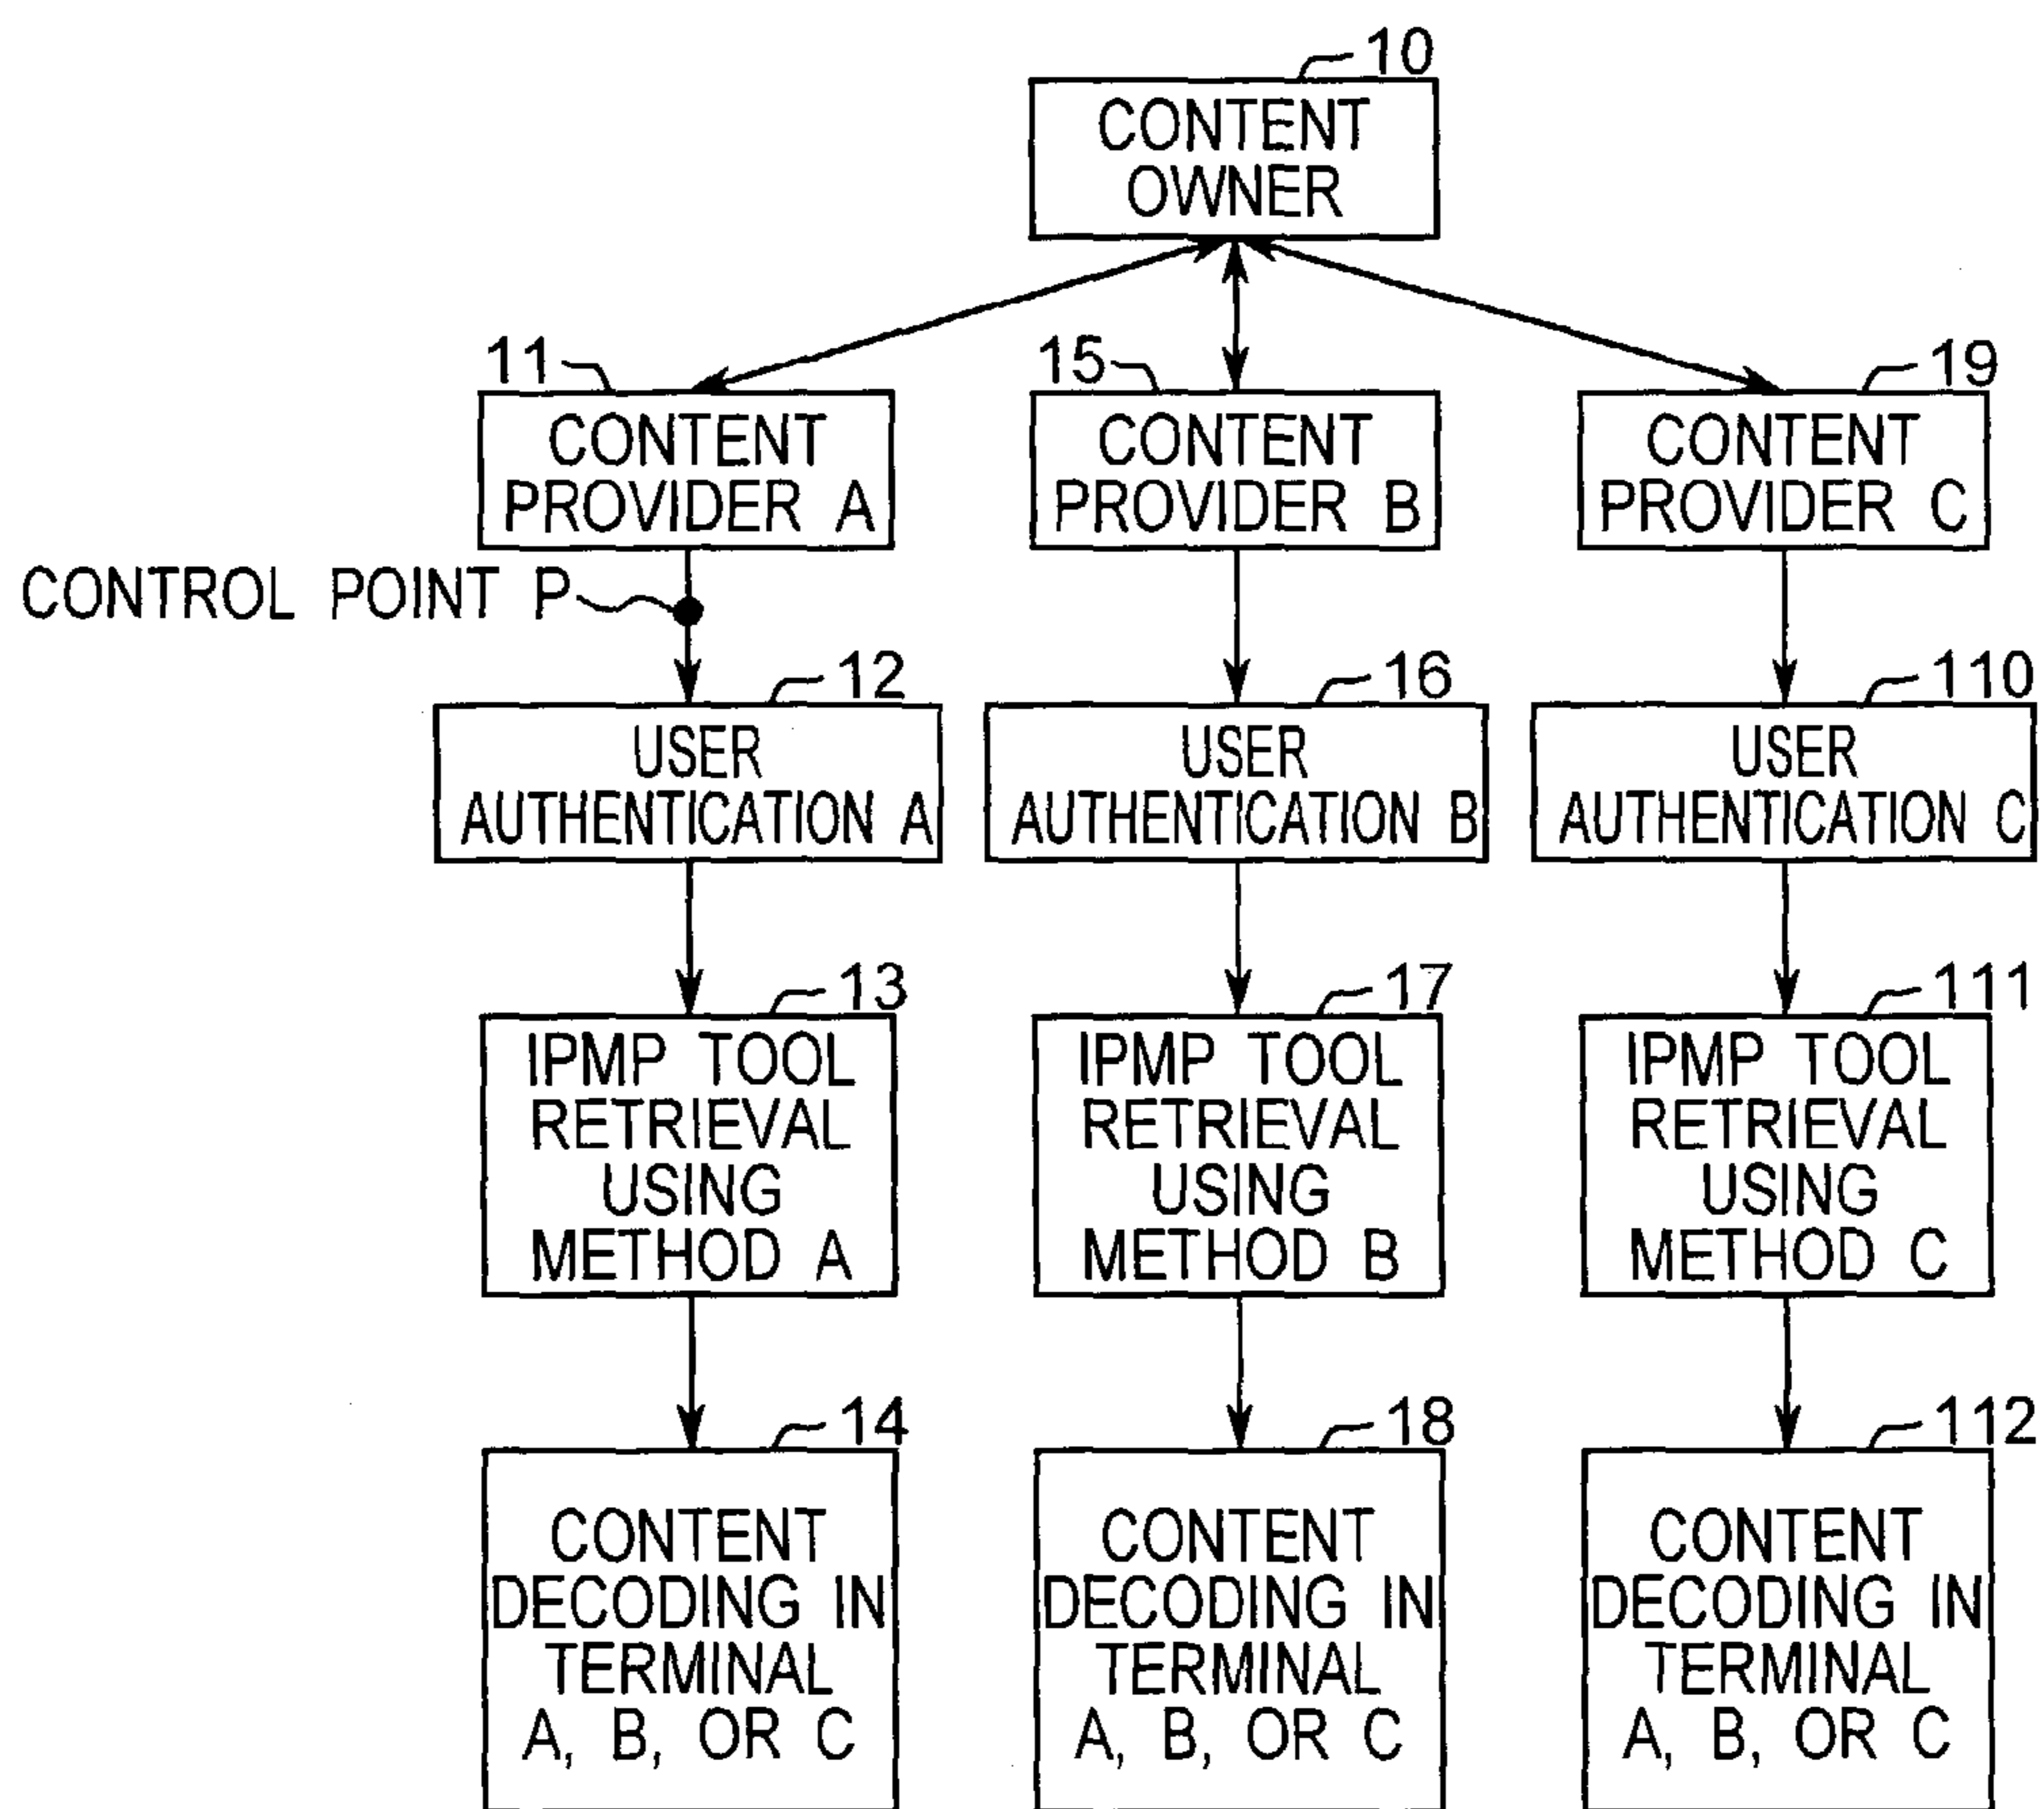 10
CONTENT
OWNER
11
15
19
CONTENT
PROVIDER A
CONTENT
PROVIDER B
CONTENT
PROVIDER C
CONTROL POINT P
12
16
110
USER
AUTHENTICATION A
USER
AUTHENTICATION B
USER
AUTHENTICATION C
13
17
111
IPMP TOOL
RETRIEVAL
USING
METHOD A
IPMP TOOL
RETRIEVAL
USING
METHOD B
IPMP TOOL
RETRIEVAL
USING
METHOD C
14
18
112
CONTENT
DECODING IN
TERMINAL
A, B, OR C
CONTENT
DECODING IN
TERMINAL
A, B, OR C
CONTENT
DECODING IN
TERMINAL
A, B, OR C